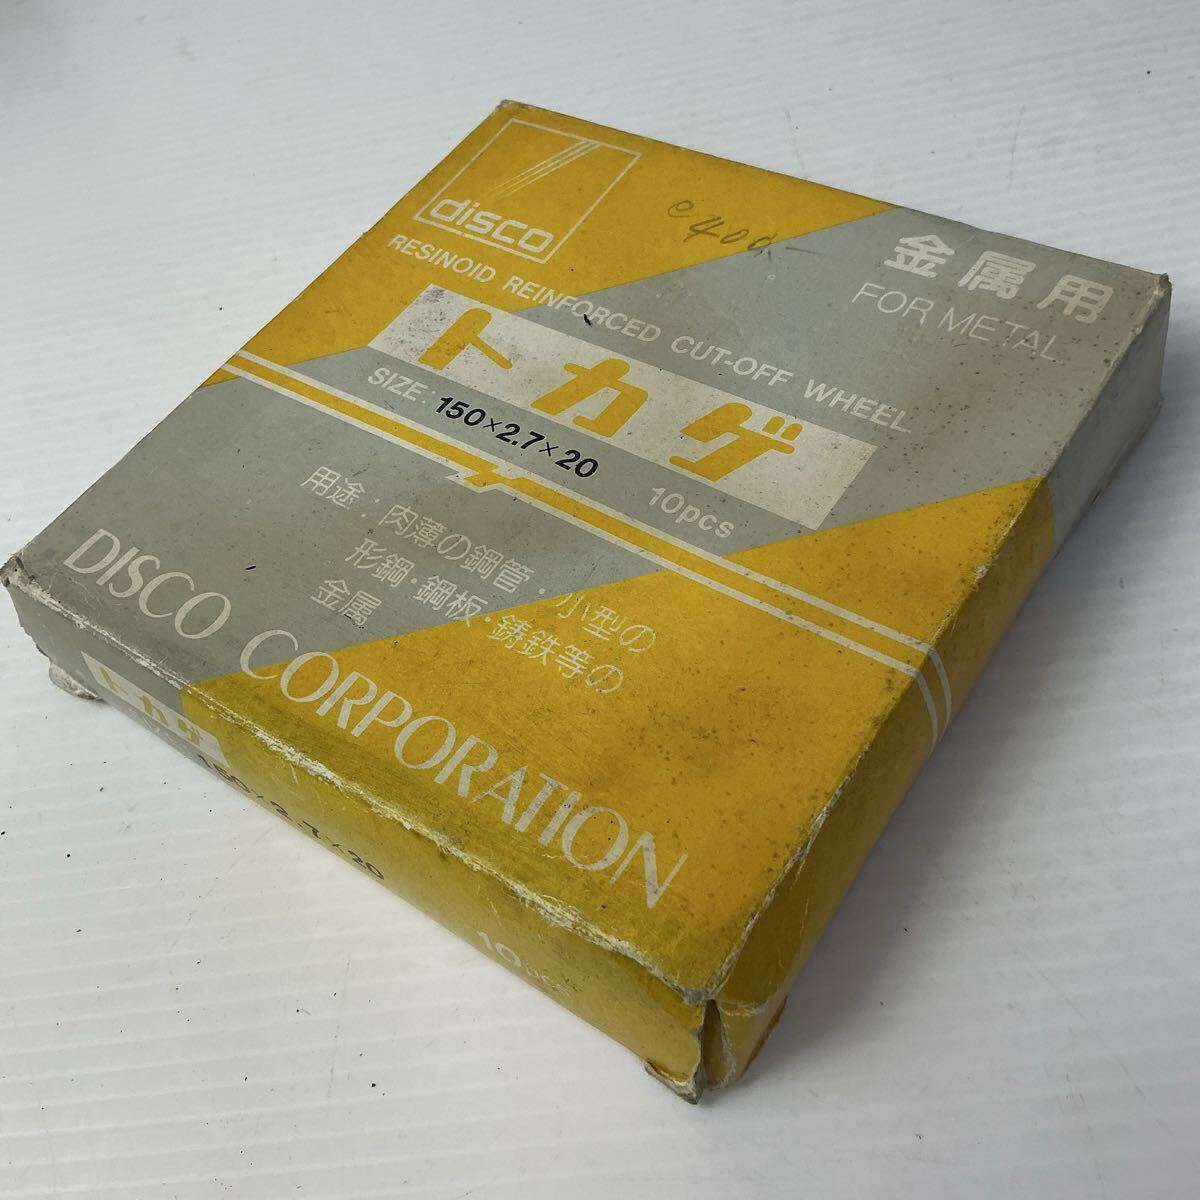 disco
e400,-
金属用
FOR METAL
RESINOID REINFORCED CUT-OFF WHEEL
トカゲ
SIZE: 150×2.7×20 10pcs
用途・肉薄の鋼管・小型の
形鋼・鋼板・鋳鉄等の
金属
DISCO CORPORATION
トカゲ
150×2.7×20
10pcs